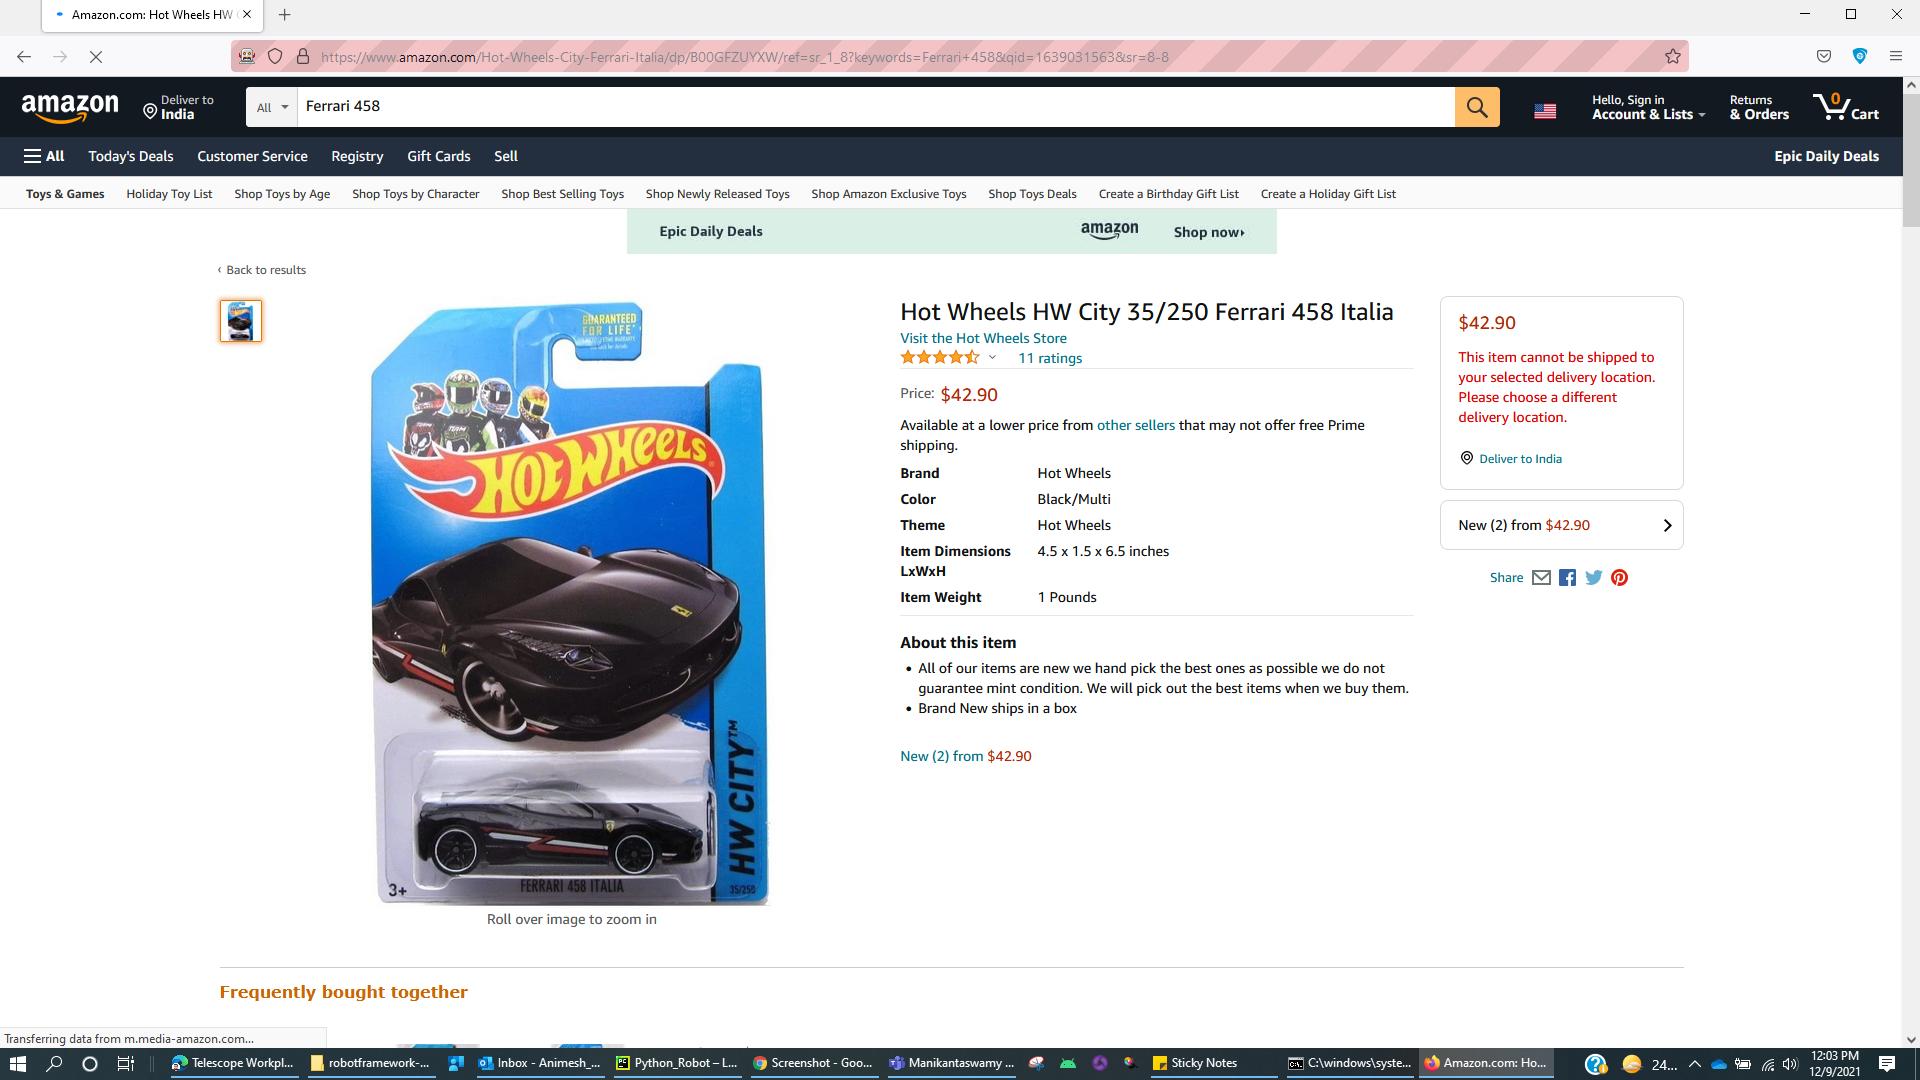 Amazon.com: Hot Wheels HW
https://www.amazon.com/Hot-Wheels-City-Ferrari-Italia/dp/B00GFZUYXW/ref=sr_1_8?keywords=Ferrari+458&qid=1639031563&sr=8-8
amazon
Deliver to
India
All
Ferrari 458
Hello, Sign in
Account & Lists
Returns
& Orders
0
Cart
All
Today's Deals
Customer Service
Registry
Gift Cards
Sell
Epic Daily Deals
Toys & Games
Holiday Toy List
Shop Toys by Age
Shop Toys by Character
Shop Best Selling Toys
Shop Newly Released Toys
Shop Amazon Exclusive Toys
Shop Toys Deals
Create a Birthday Gift List
Create a Holiday Gift List
Epic Daily Deals
amazon
Shop now
‹ Back to results
GUARANTEED
FOR LIFE
HOT WHEELS
HW CITY™
3+
FERRARI 458 ITALIA
35/250
Roll over image to zoom in
Hot Wheels HW City 35/250 Ferrari 458 Italia
Visit the Hot Wheels Store
11 ratings
Price: $42.90
Available at a lower price from other sellers that may not offer free Prime
shipping.
Brand Hot Wheels
Color Black/Multi
Theme Hot Wheels
Item Dimensions 4.5 x 1.5 x 6.5 inches
LxWxH
Item Weight 1 Pounds
About this item
• All of our items are new we hand pick the best ones as possible we do not
guarantee mint condition. We will pick out the best items when we buy them.
• Brand New ships in a box
New (2) from $42.90
$42.90
This item cannot be shipped to
your selected delivery location.
Please choose a different
delivery location.
Deliver to India
New (2) from $42.90
Share
Frequently bought together
Transferring data from m.media-amazon.com...
Telescope Workpl...
robotframework-...
Inbox - Animesh_...
Python_Robot – L...
Screenshot - Goo...
Manikantaswamy ...
Sticky Notes
C:\windows\syste...
Amazon.com: Ho...
24...
12:03 PM
12/9/2021